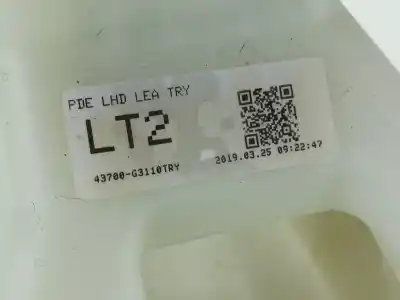 PDE LHD LEA TRY
LT2
43700-G3110TRY
2019.03.25 09:22:47